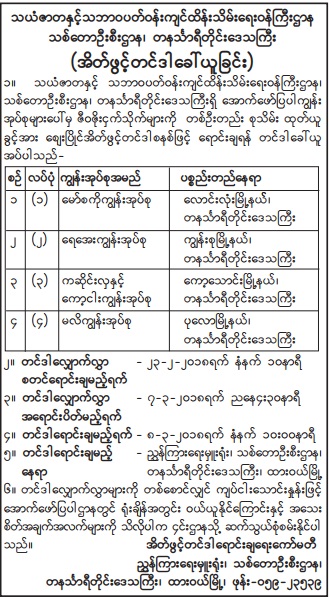 သယံဇာတနှင့်သဘာဝပတ်ဝန်းကျင်ထိန်းသိမ်းရေးဝန်ကြီးဌာန
သစ်တောဦးစီးဌာန၊ တနင်္သာရီတိုင်းဒေသကြီး
(အိတ်ဖွင့်တင်ဒါခေါ်ယူခြင်း)
၁။ သယံဇာတနှင့် သဘာဝပတ်ဝန်းကျင်ထိန်းသိမ်းရေးဝန်ကြီးဌာန၊
သစ်တောဦးစီးဌာန၊ တနင်္သာရီတိုင်းဒေသကြီးရှိ အောက်ဖော်ပြပါကျွန်း
အုပ်စုများပေါ်မှ ဇီဝဇိုးငှက်သိုက်များကို တစ်ဦးတည်း စုသိမ်း ထုတ်ယူ
ခွင့်အား ဈေးပြိုင်အိတ်ဖွင့်တင်ဒါစနစ်ဖြင့် ရောင်းချရန် တင်ဒါခေါ်ယူ
အပ်ပါသည်-
စဉ် လပ်ပုံ ကျွန်းအုပ်စုအမည် ပစ္စည်းတည်နေရာ
၁ (၁) မော်စကိုကျွန်းအုပ်စု လောင်းလုံးမြို့နယ်၊
တနင်္သာရီတိုင်းဒေသကြီး
၂ (၂) ရေအေးကျွန်းအုပ်စု ကျွန်းစုမြို့နယ်၊
တနင်္သာရီတိုင်းဒေသကြီး
၃ (၃) ကဆိုင်းလှနှင့် ကော့သောင်းမြို့နယ်၊
ကော့ငါးကျွန်းအုပ်စု တနင်္သာရီတိုင်းဒေသကြီး
၄ (၄) မလိကျွန်းအုပ်စု ပုလောမြို့နယ်၊
တနင်္သာရီတိုင်းဒေသကြီး
၂။ တင်ဒါလျှောက်လွှာ - ၂၃-၂-၂၀၁၈ရက် နံနက် ၁၀နာရီ
စတင်ရောင်းချမည့်ရက်
၃။ တင်ဒါလျှောက်လွှာ - ၇-၃-၂၀၁၈ရက် ညနေ၄း၃၀နာရီ
အရောင်းပိတ်မည့်ရက်
၄။ တင်ဒါရောင်းချမည့်ရက် - ၈-၃-၂၀၁၈ရက် နံနက် ၁၀း၀၀နာရီ
၅။ တင်ဒါရောင်းချမည့် - ညွှန်ကြားရေးမှူးရုံး၊ သစ်တောဦးစီးဌာန၊
နေရာ တနင်္သာရီတိုင်းဒေသကြီး၊ ထားဝယ်မြို့
၆။ တင်ဒါလျှောက်လွှာများကို တစ်စောင်လျှင် ကျပ်ငါးသောင်းနှုန်းဖြင့်
အောက်ဖော်ပြပါဌာနတွင် ရုံးချိန်အတွင်း ဝယ်ယူနိုင်ကြောင်းနှင့် အသေး
စိတ်အချက်အလက်များကို သိလိုပါက ၎င်းဌာနသို့ ဆက်သွယ်စုံစမ်းနိုင်ပါ
သည်။ အိတ်ဖွင့်တင်ဒါရောင်းချရေးကော်မတီ
ညွှန်ကြားရေးမှူးရုံး၊ သစ်တောဦးစီးဌာန၊
တနင်္သာရီတိုင်းဒေသကြီး၊ ထားဝယ်မြို့၊ ဖုန်း-၀၅၉-၂၃၅၃၉